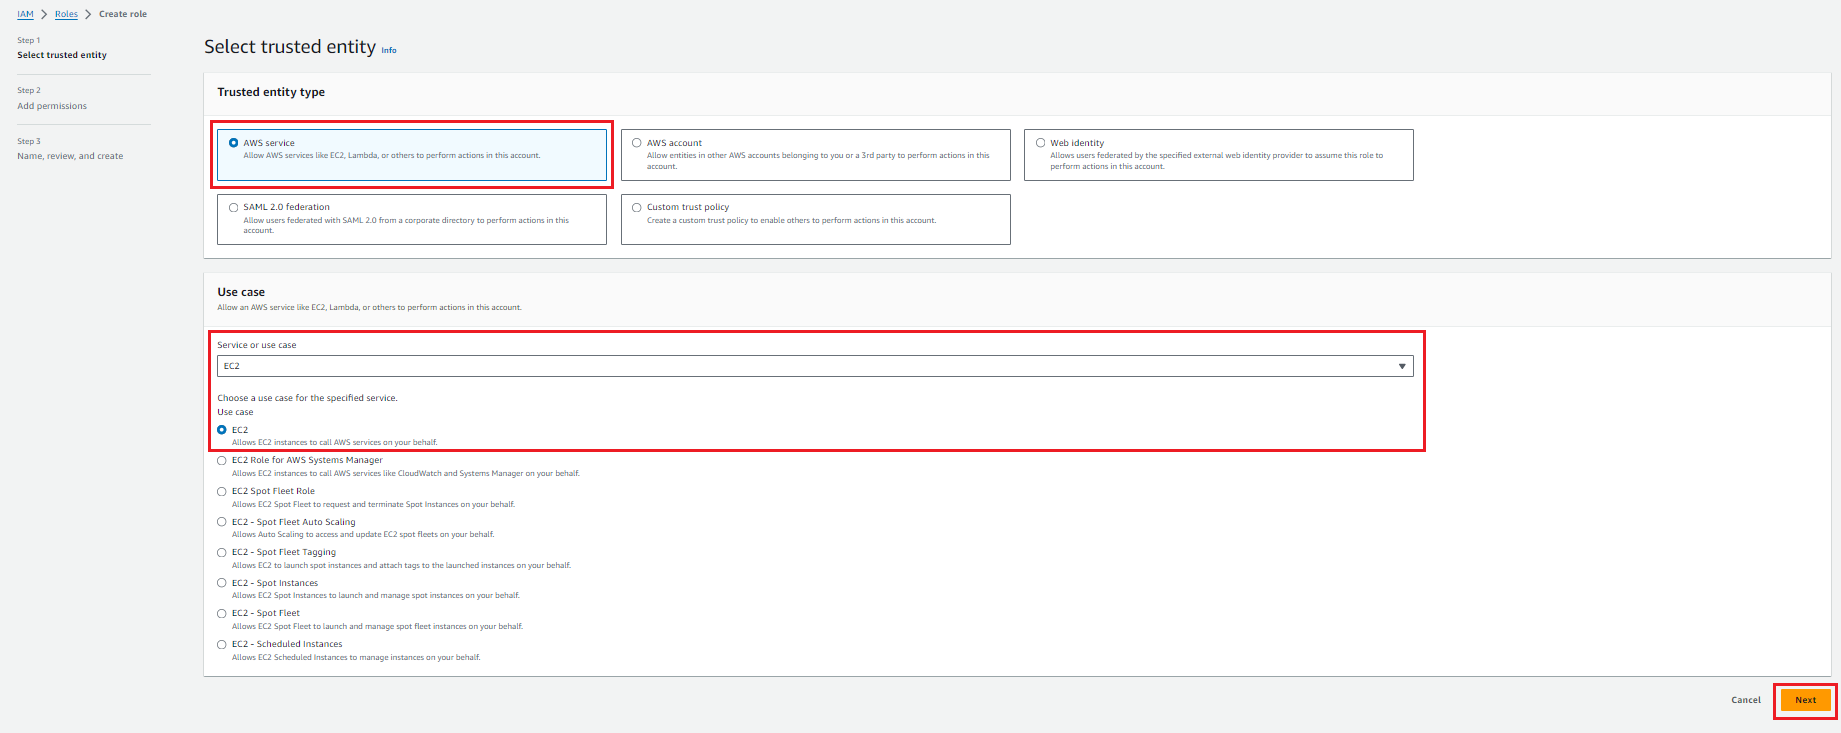 IAM > Roles > Create role
Step 1
Select trusted entity
Step 2
Add permissions
Step 3
Name, review, and create
Select trusted entity Info
Trusted entity type
AWS service
Allow AWS services like EC2, Lambda, or others to perform actions in this account.
AWS account
Allow entities in other AWS accounts belonging to you or a 3rd party to perform actions in this
account.
Web identity
Allows users federated by the specified external web identity provider to assume this role to
perform actions in this account.
SAML 2.0 federation
Allow users federated with SAML 2.0 from a corporate directory to perform actions in this
account.
Custom trust policy
Create a custom trust policy to enable others to perform actions in this account.
Use case
Allow an AWS service like EC2, Lambda, or others to perform actions in this account.
Service or use case
EC2
Choose a use case for the specified service.
Use case
EC2
Allows EC2 instances to call AWS services on your behalf.
EC2 Role for AWS Systems Manager
Allows EC2 instances to call AWS services like CloudWatch and Systems Manager on your behalf.
EC2 Spot Fleet Role
Allows EC2 Spot Fleet to request and terminate Spot Instances on your behalf.
EC2 - Spot Fleet Auto Scaling
Allows Auto Scaling to access and update EC2 spot fleets on your behalf.
EC2 - Spot Fleet Tagging
Allows EC2 to launch spot instances and attach tags to the launched instances on your behalf.
EC2 - Spot Instances
Allows EC2 Spot Instances to launch and manage spot instances on your behalf.
EC2 - Spot Fleet
Allows EC2 Spot Fleet to launch and manage spot fleet instances on your behalf.
EC2 - Scheduled Instances
Allows EC2 Scheduled Instances to manage instances on your behalf.
Cancel
Next